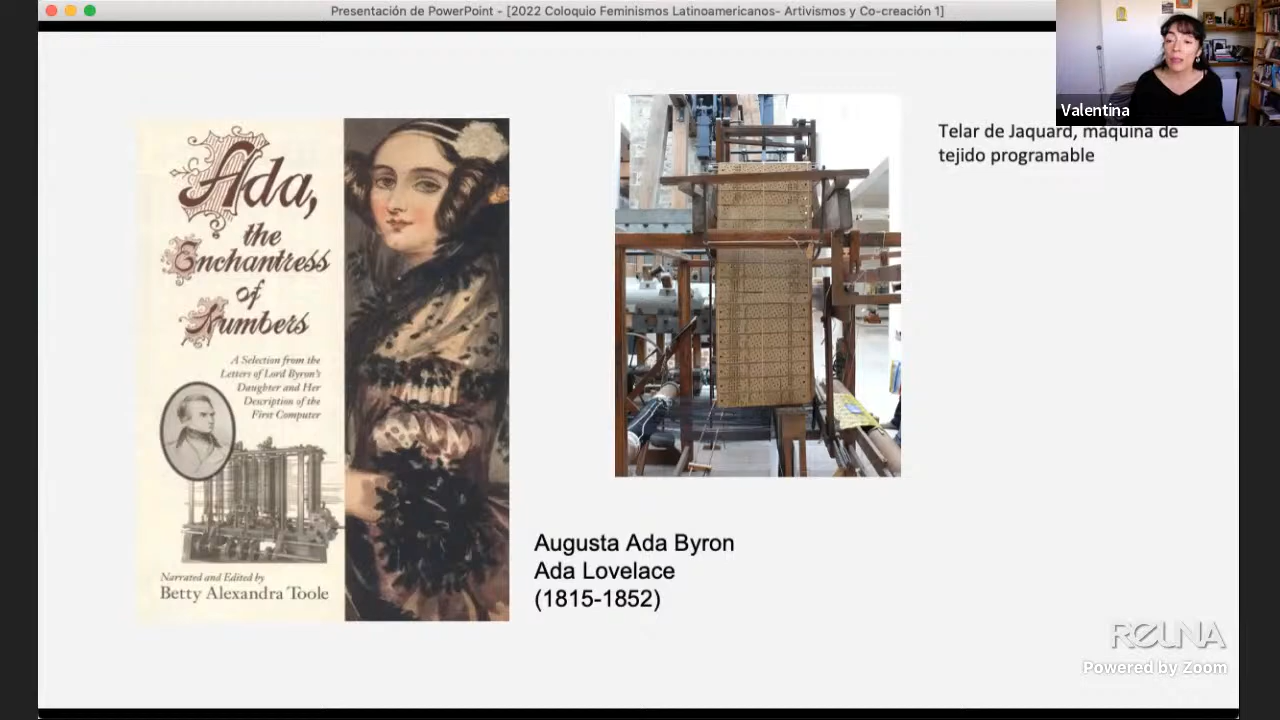 Presentación de PowerPoint - [2022 Coloquio Feminismos Latinoamericanos- Artivismos y Co-creación 1]
Valentina
Telar de Jaquard, máquina de
tejido programable
Ada,
the
Enchantress
of
Numbers
A Selection from the
Letters of Lord Byron's
Daughter and Her
Description of the
First Computer
Narrated and Edited by
Betty Alexandra Toole
Augusta Ada Byron
Ada Lovelace
(1815-1852)
REUNA
Powered by Zoom